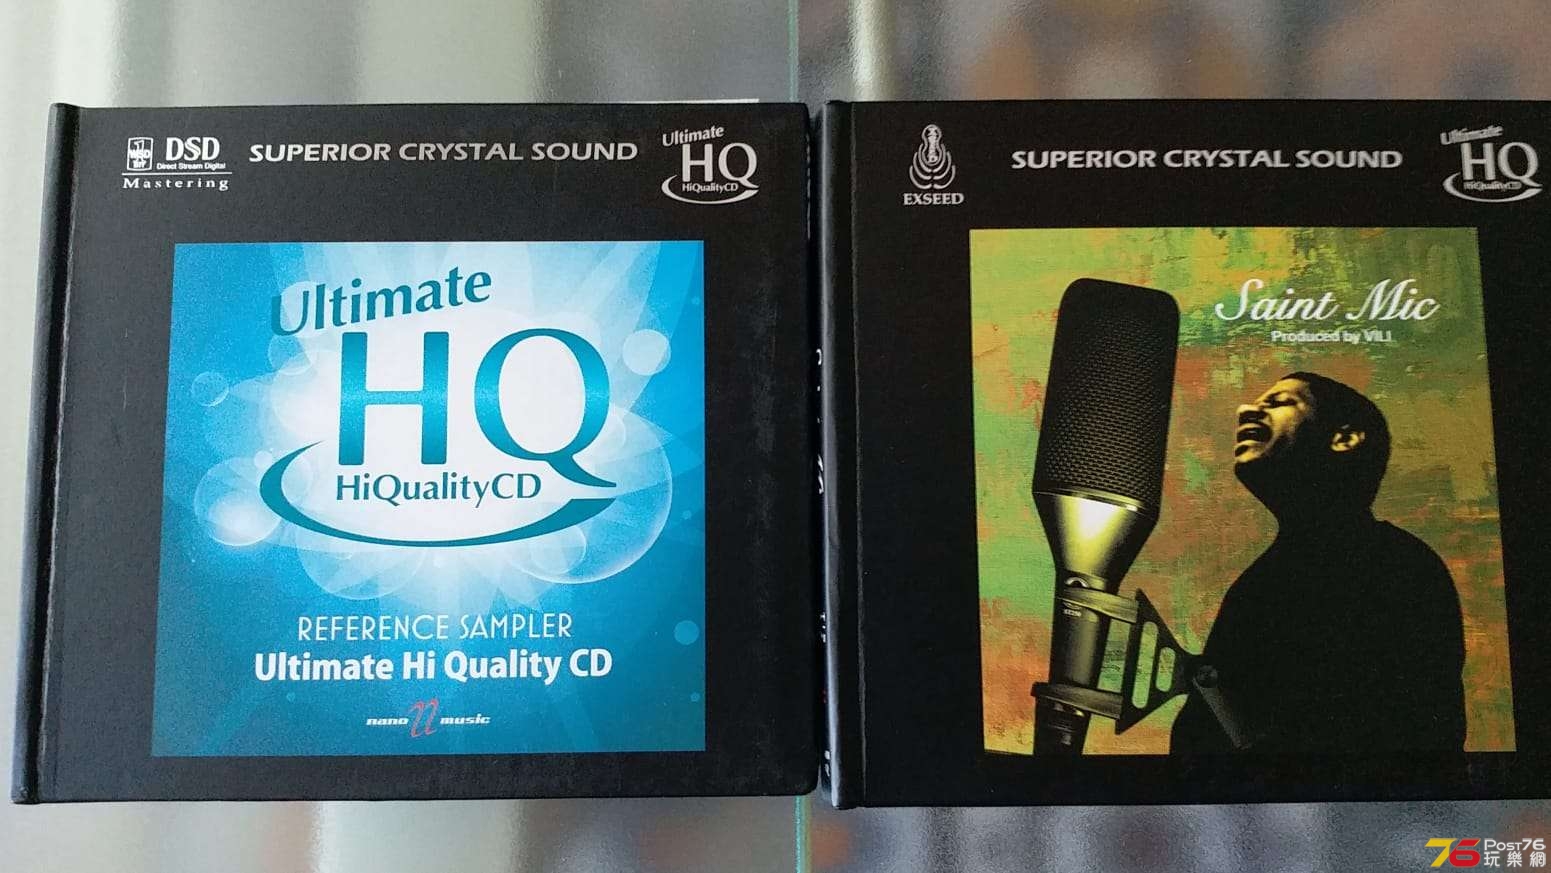 DSD
Direct Stream Digital
Mastering
SUPERIOR CRYSTAL SOUND
Ultimate
HQ
HiQualityCD
Ultimate
HQ
HiQualityCD
REFERENCE SAMPLER
Ultimate Hi Quality CD
nano 22 music
EXSEED
SUPERIOR CRYSTAL SOUND
Ultimate
HQ
HiQualityCD
Saint Mic
Produced by VILI
76 Post76
玩樂網